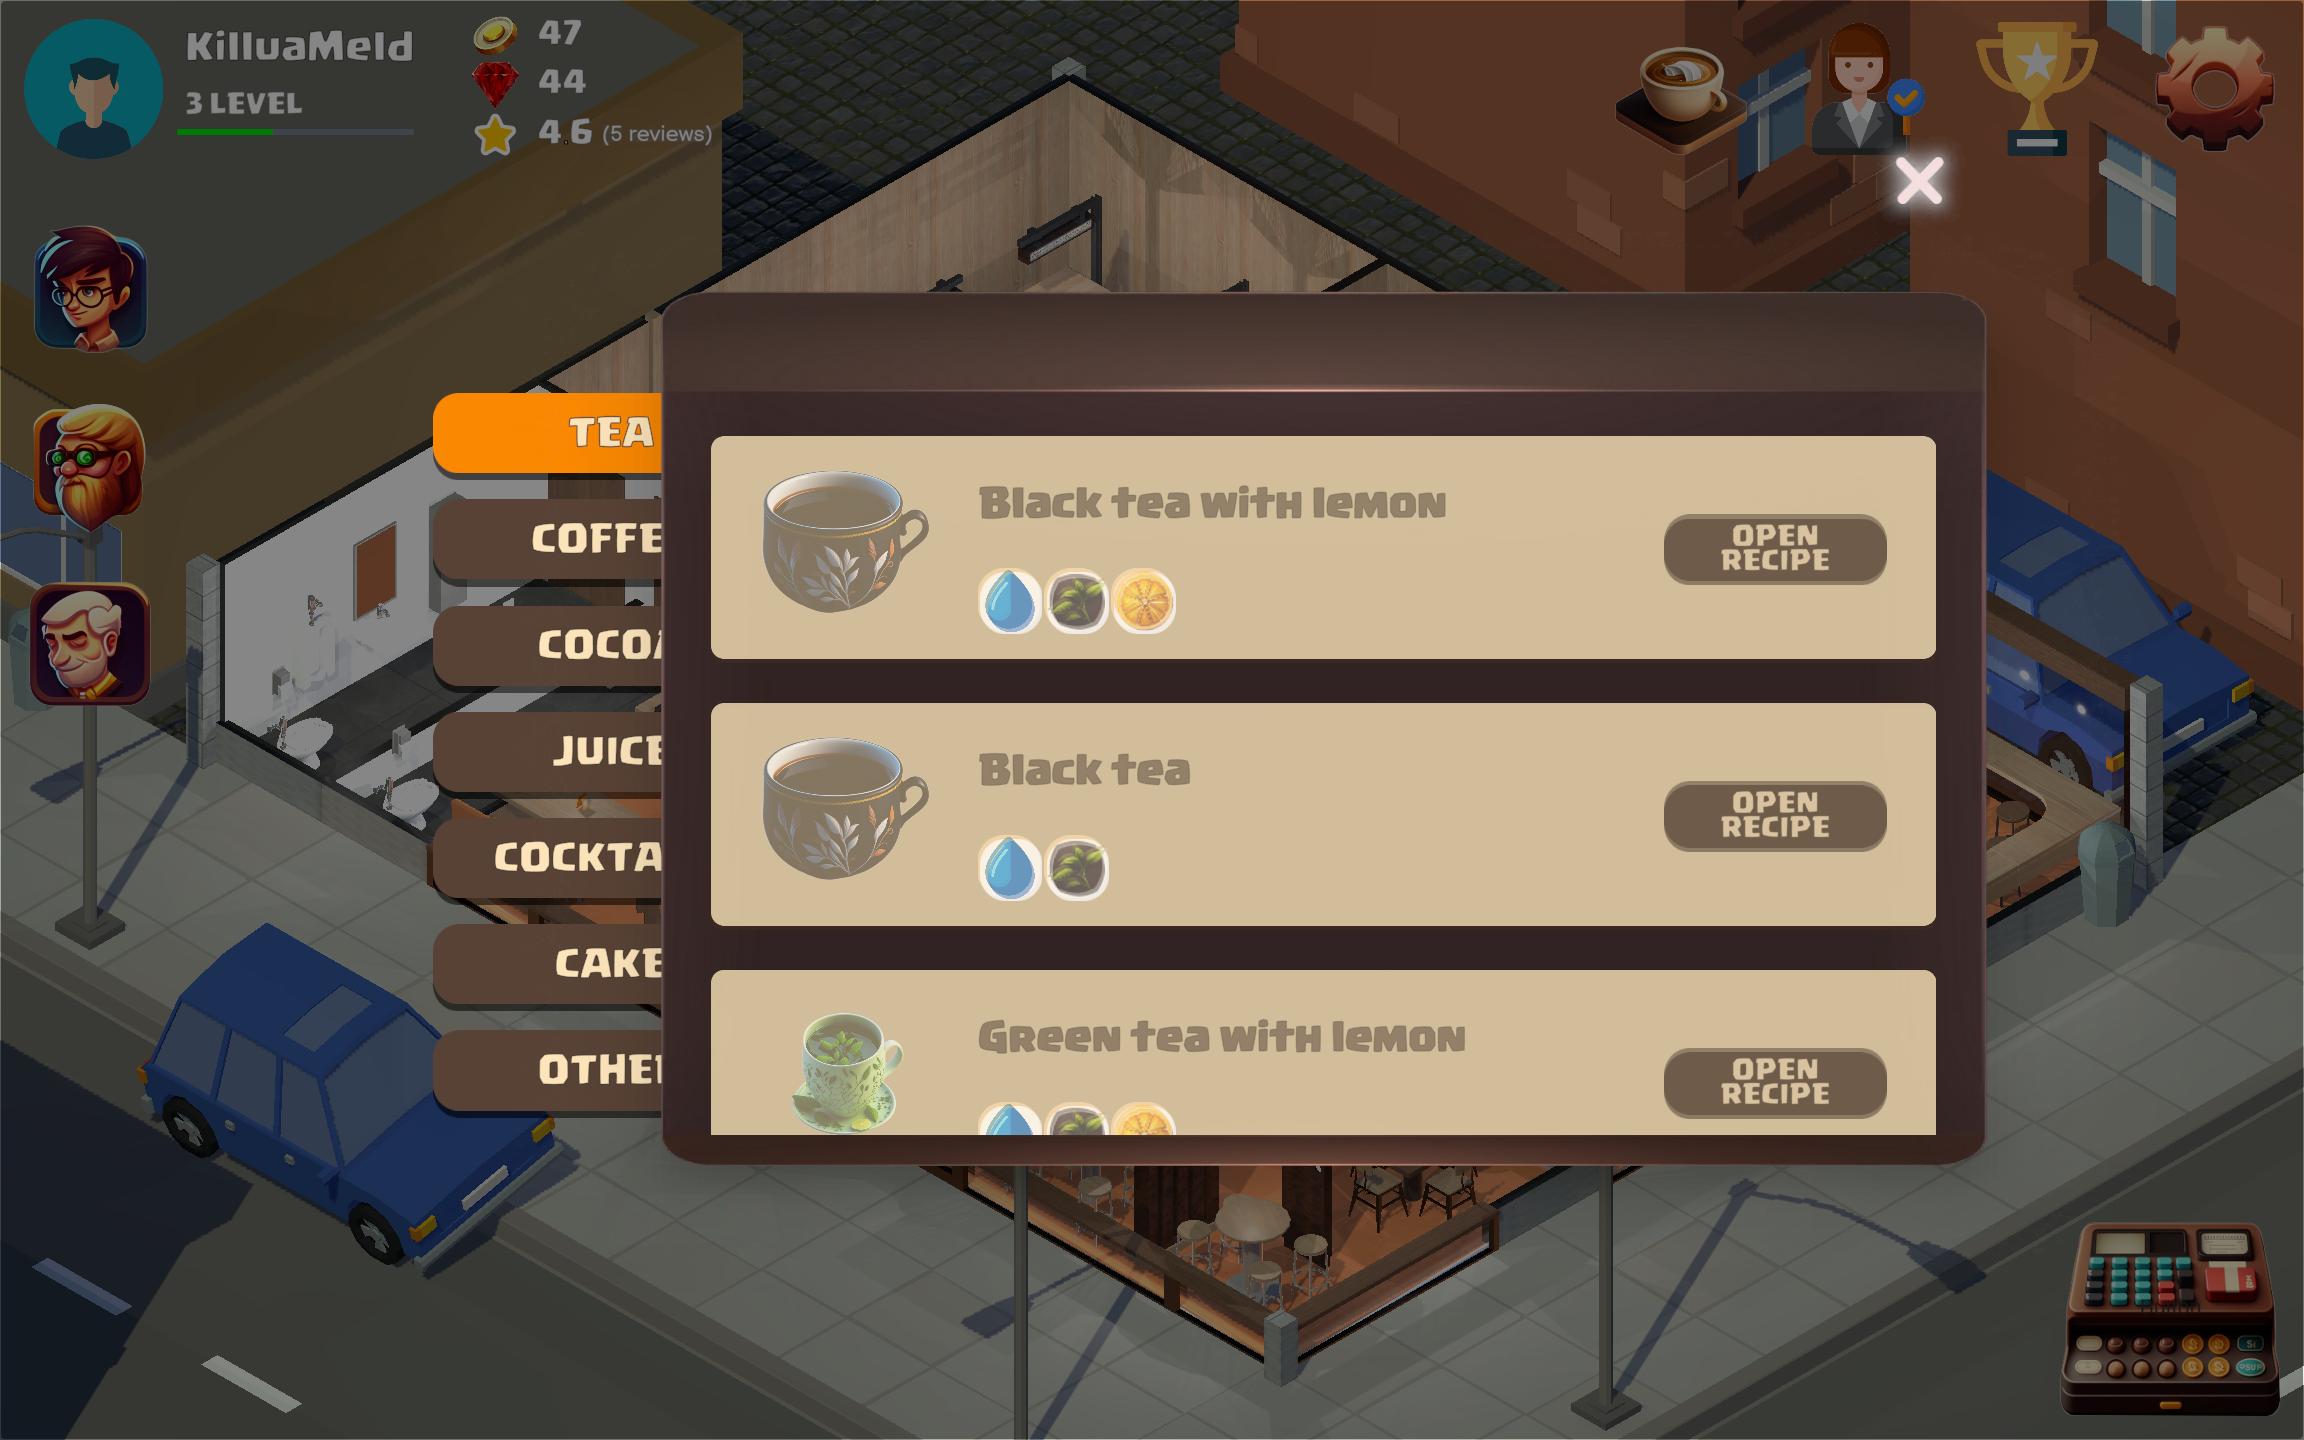 KilluaMeld
3 LEVEL
47
44
4.6 (5 reviews)
TEA
COFFE
COCOA
JUICE
COCKTA
CAKE
OTHE
Black tea with lemon
OPEN
RECIPE
Black tea
OPEN
RECIPE
Green tea with lemon
OPEN
RECIPE